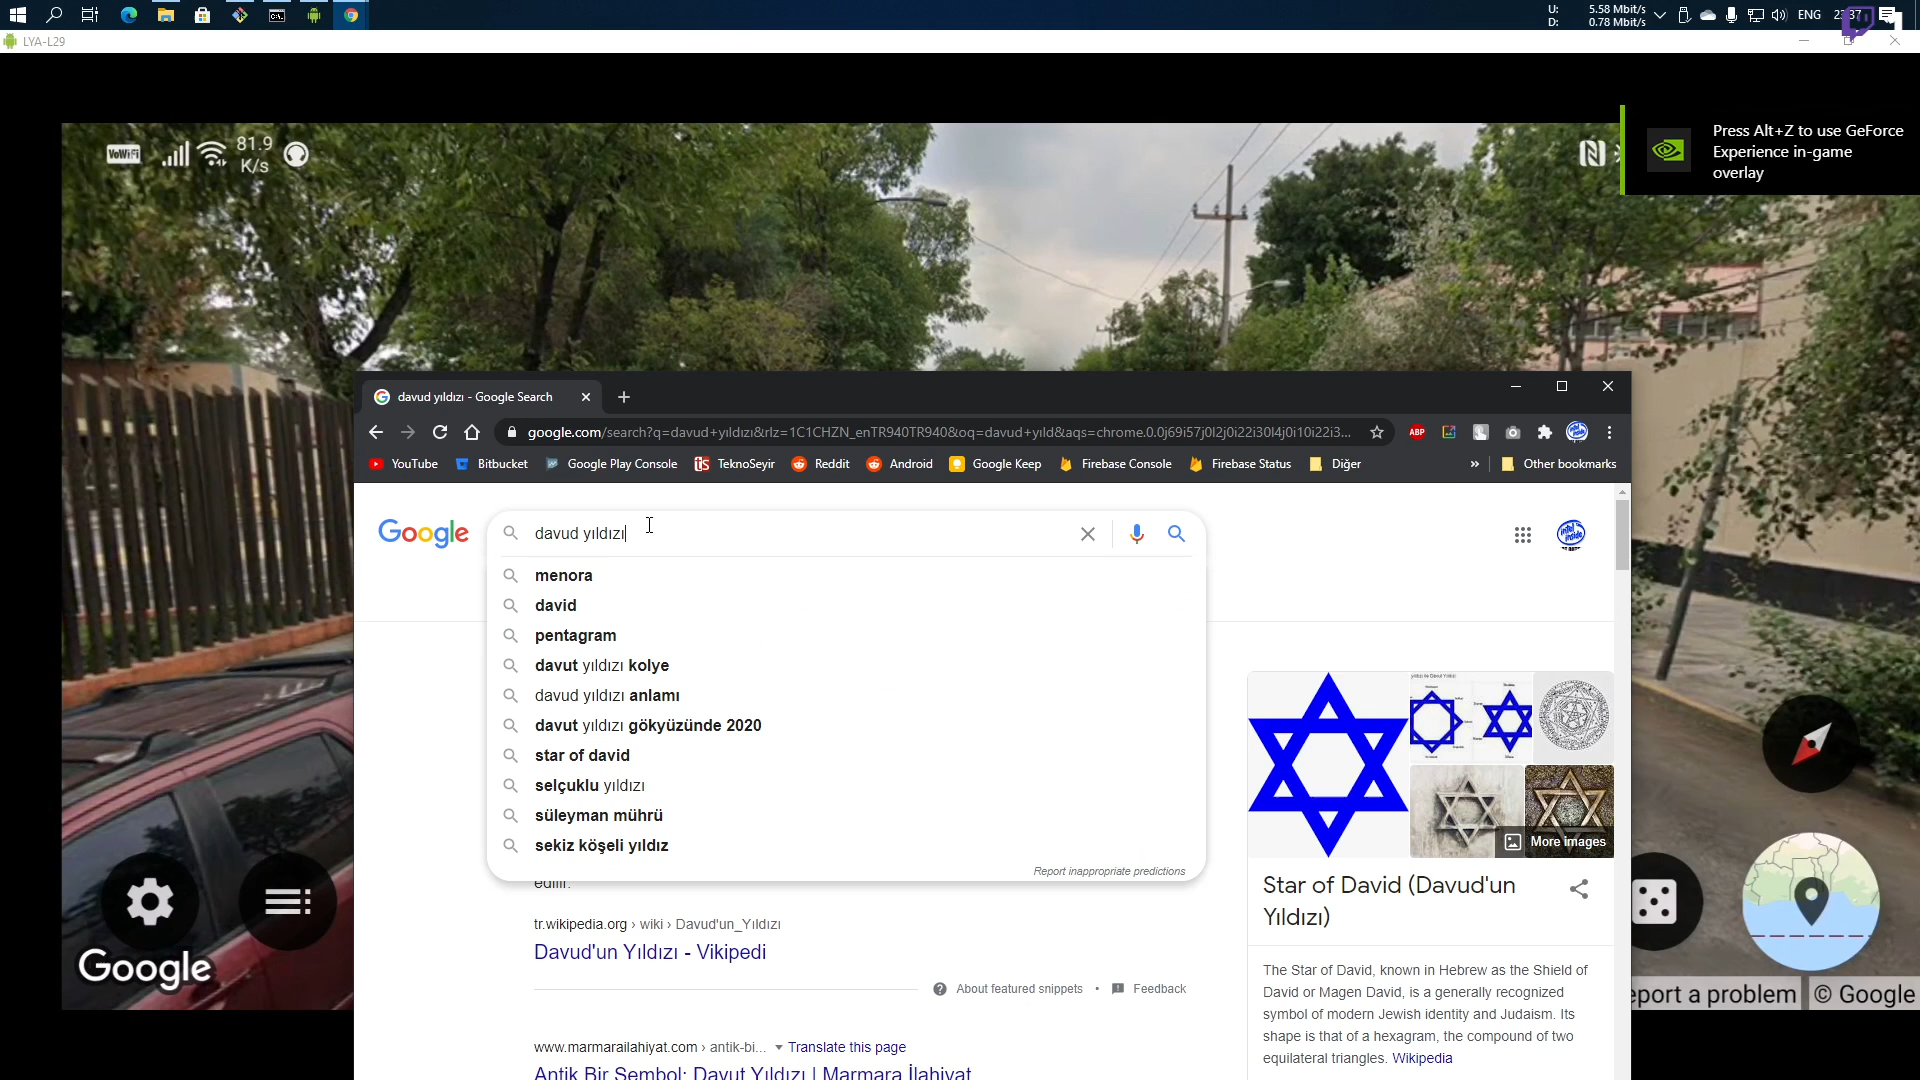 U: 5.58 Mbit/s
D: 0.78 Mbit/s
ENG
LYA-L29
VoWiFi
81.9
K/s
Press Alt+Z to use GeForce
Experience in-game
overlay
davud yıldızı - Google Search
google.com/search?q=davud+yıldızı&rlz=1C1CHZN_enTR940TR940&oq=davud+yıld&aqs=chrome.0.0j69i57j0l2j0i22i30l4j0i10i22i3...
ABP
YouTube
Bitbucket
Google Play Console
TeknoSeyir
Reddit
Android
Google Keep
Firebase Console
Firebase Status
Diğer
»
Other bookmarks
Google
davud yıldızı
menora
david
pentagram
davut yıldızı kolye
davud yıldızı anlamı
davut yıldızı gökyüzünde 2020
star of david
selçuklu yıldızı
süleyman mührü
sekiz köşeli yıldız
Report inappropriate predictions
edilir.
tr.wikipedia.org › wiki › Davud'un_Yıldızı
Davud'un Yıldızı - Vikipedi
About featured snippets • Feedback
www.marmarailahiyat.com › antik-bi... Translate this page
Antik Bir Sembol: Davut Yıldızı | Marmara İlahiyat
More images
Star of David (Davud'un
Yıldızı)
The Star of David, known in Hebrew as the Shield of
David or Magen David, is a generally recognized
symbol of modern Jewish identity and Judaism. Its
shape is that of a hexagram, the compound of two
equilateral triangles. Wikipedia
Google
eport a problem
© Google